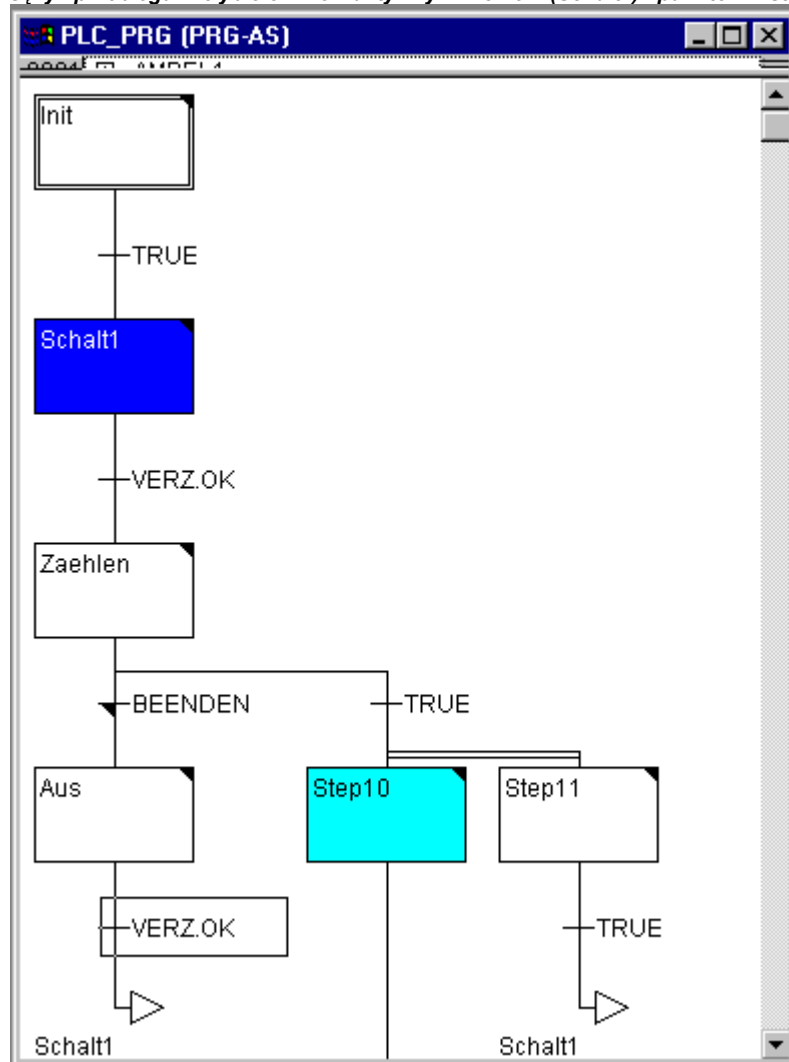 PLC_PRG (PRG-AS)
Init
TRUE
Schalt1
VERZ.OK
Zaehlen
BEENDEN
TRUE
Aus
Step10
Step11
VERZ.OK
TRUE
Schalt1
Schalt1